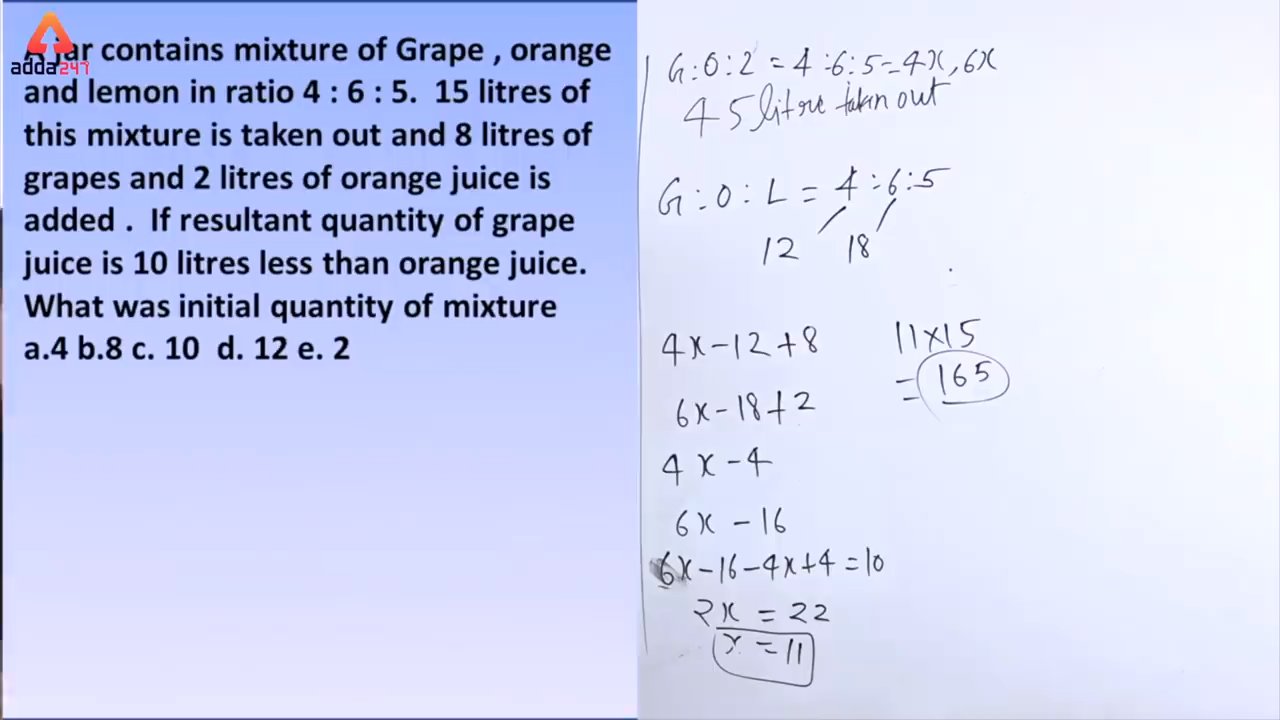 A jar contains mixture of Grape , orange
adda247
and lemon in ratio 4 : 6 : 5. 15 litres of
this mixture is taken out and 8 litres of
grapes and 2 litres of orange juice is
added . If resultant quantity of grape
juice is 10 litres less than orange juice.
What was initial quantity of mixture
a.4 b.8 c. 10 d. 12 e. 2
G:O:2 = 4:6:5=4x, 6x
45 litre taken out
G:O:L = 4:6:5
12 18
4x-12+8
6x-18+2
4x-4
6x-16
6x-16-4x+4=10
2x = 22
x = 11
11x15
= 165